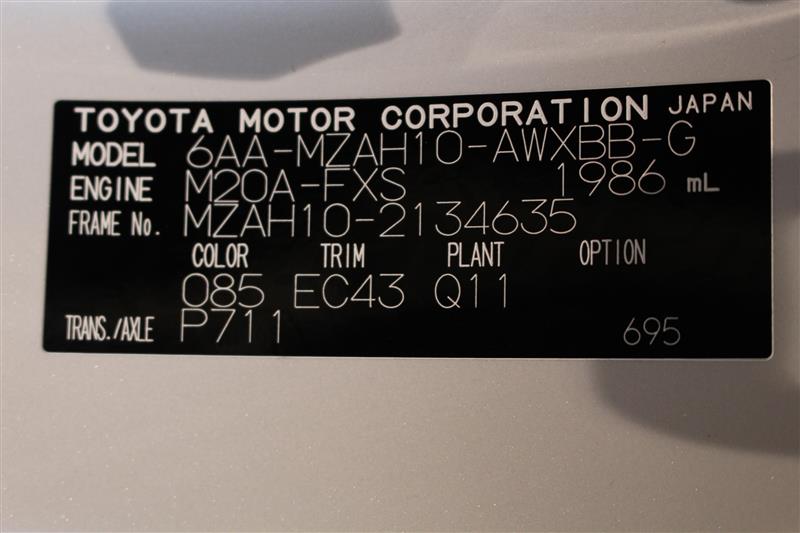 TOYOTA MOTOR CORPORATION JAPAN
MODEL 6AA-MZAH10-AWXBB-G
ENGINE M20A-FXS 1986 mL
FRAME No. MZAH10-2134635
COLOR TRIM PLANT OPTION
085 EC43 Q11
TRANS./AXLE P711 695